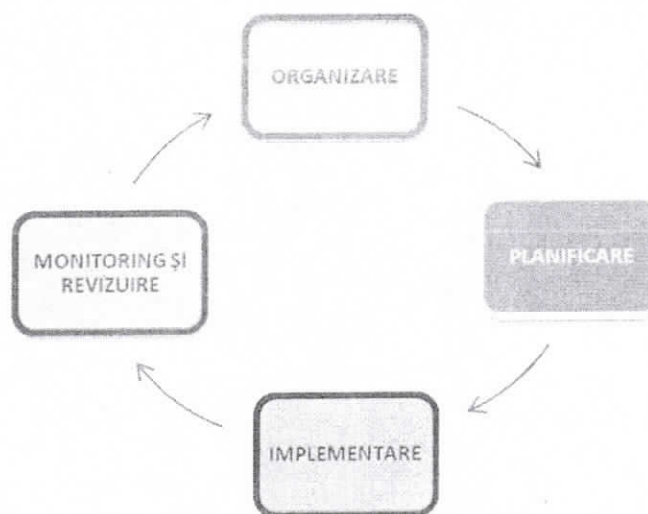 ORGANIZARE
PLANIFICARE
MONITORING ȘI
REVIZUIRE
IMPLEMENTARE